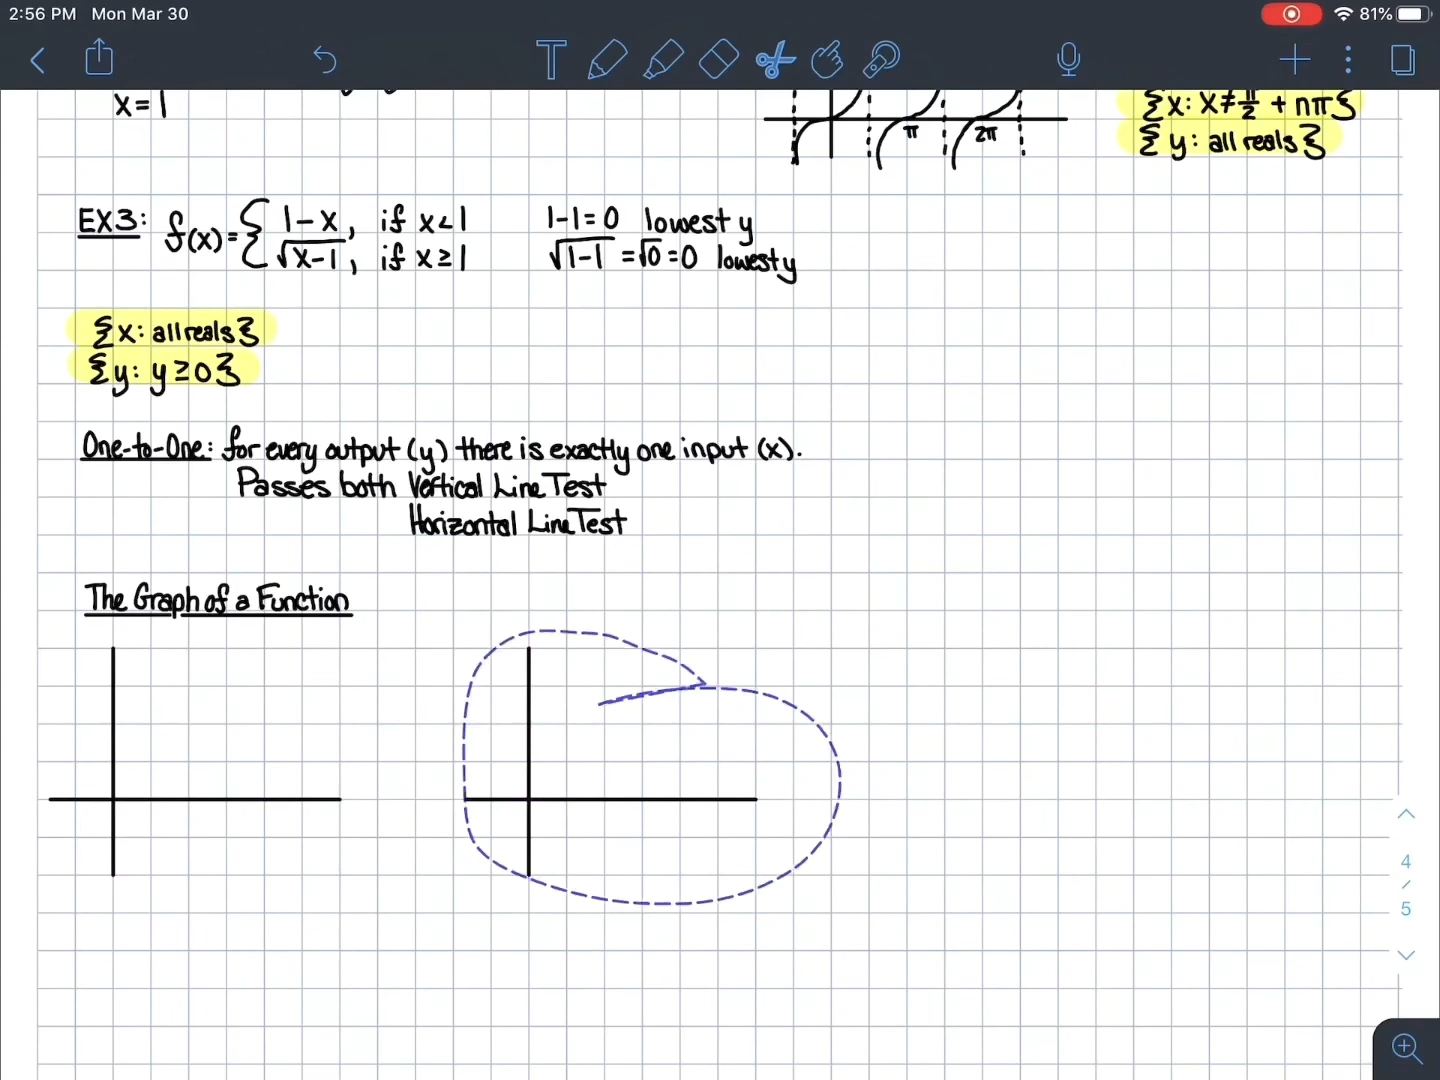 2:56 PM Mon Mar 30
81%
T
x=1
π
2π
{x: x≠π/2 + nπ}
{y: all reals}
EX3: f(x)={ 1-x, if x<1
√x-1, if x≥1
1-1=0 lowest y
√1-1 =√0=0 lowest y
{x: all reals}
{y: y≥0}
One-to-One: for every output (y) there is exactly one input (x).
Passes both Vertical Line Test
Horizontal Line Test
The Graph of a Function
4
/
5